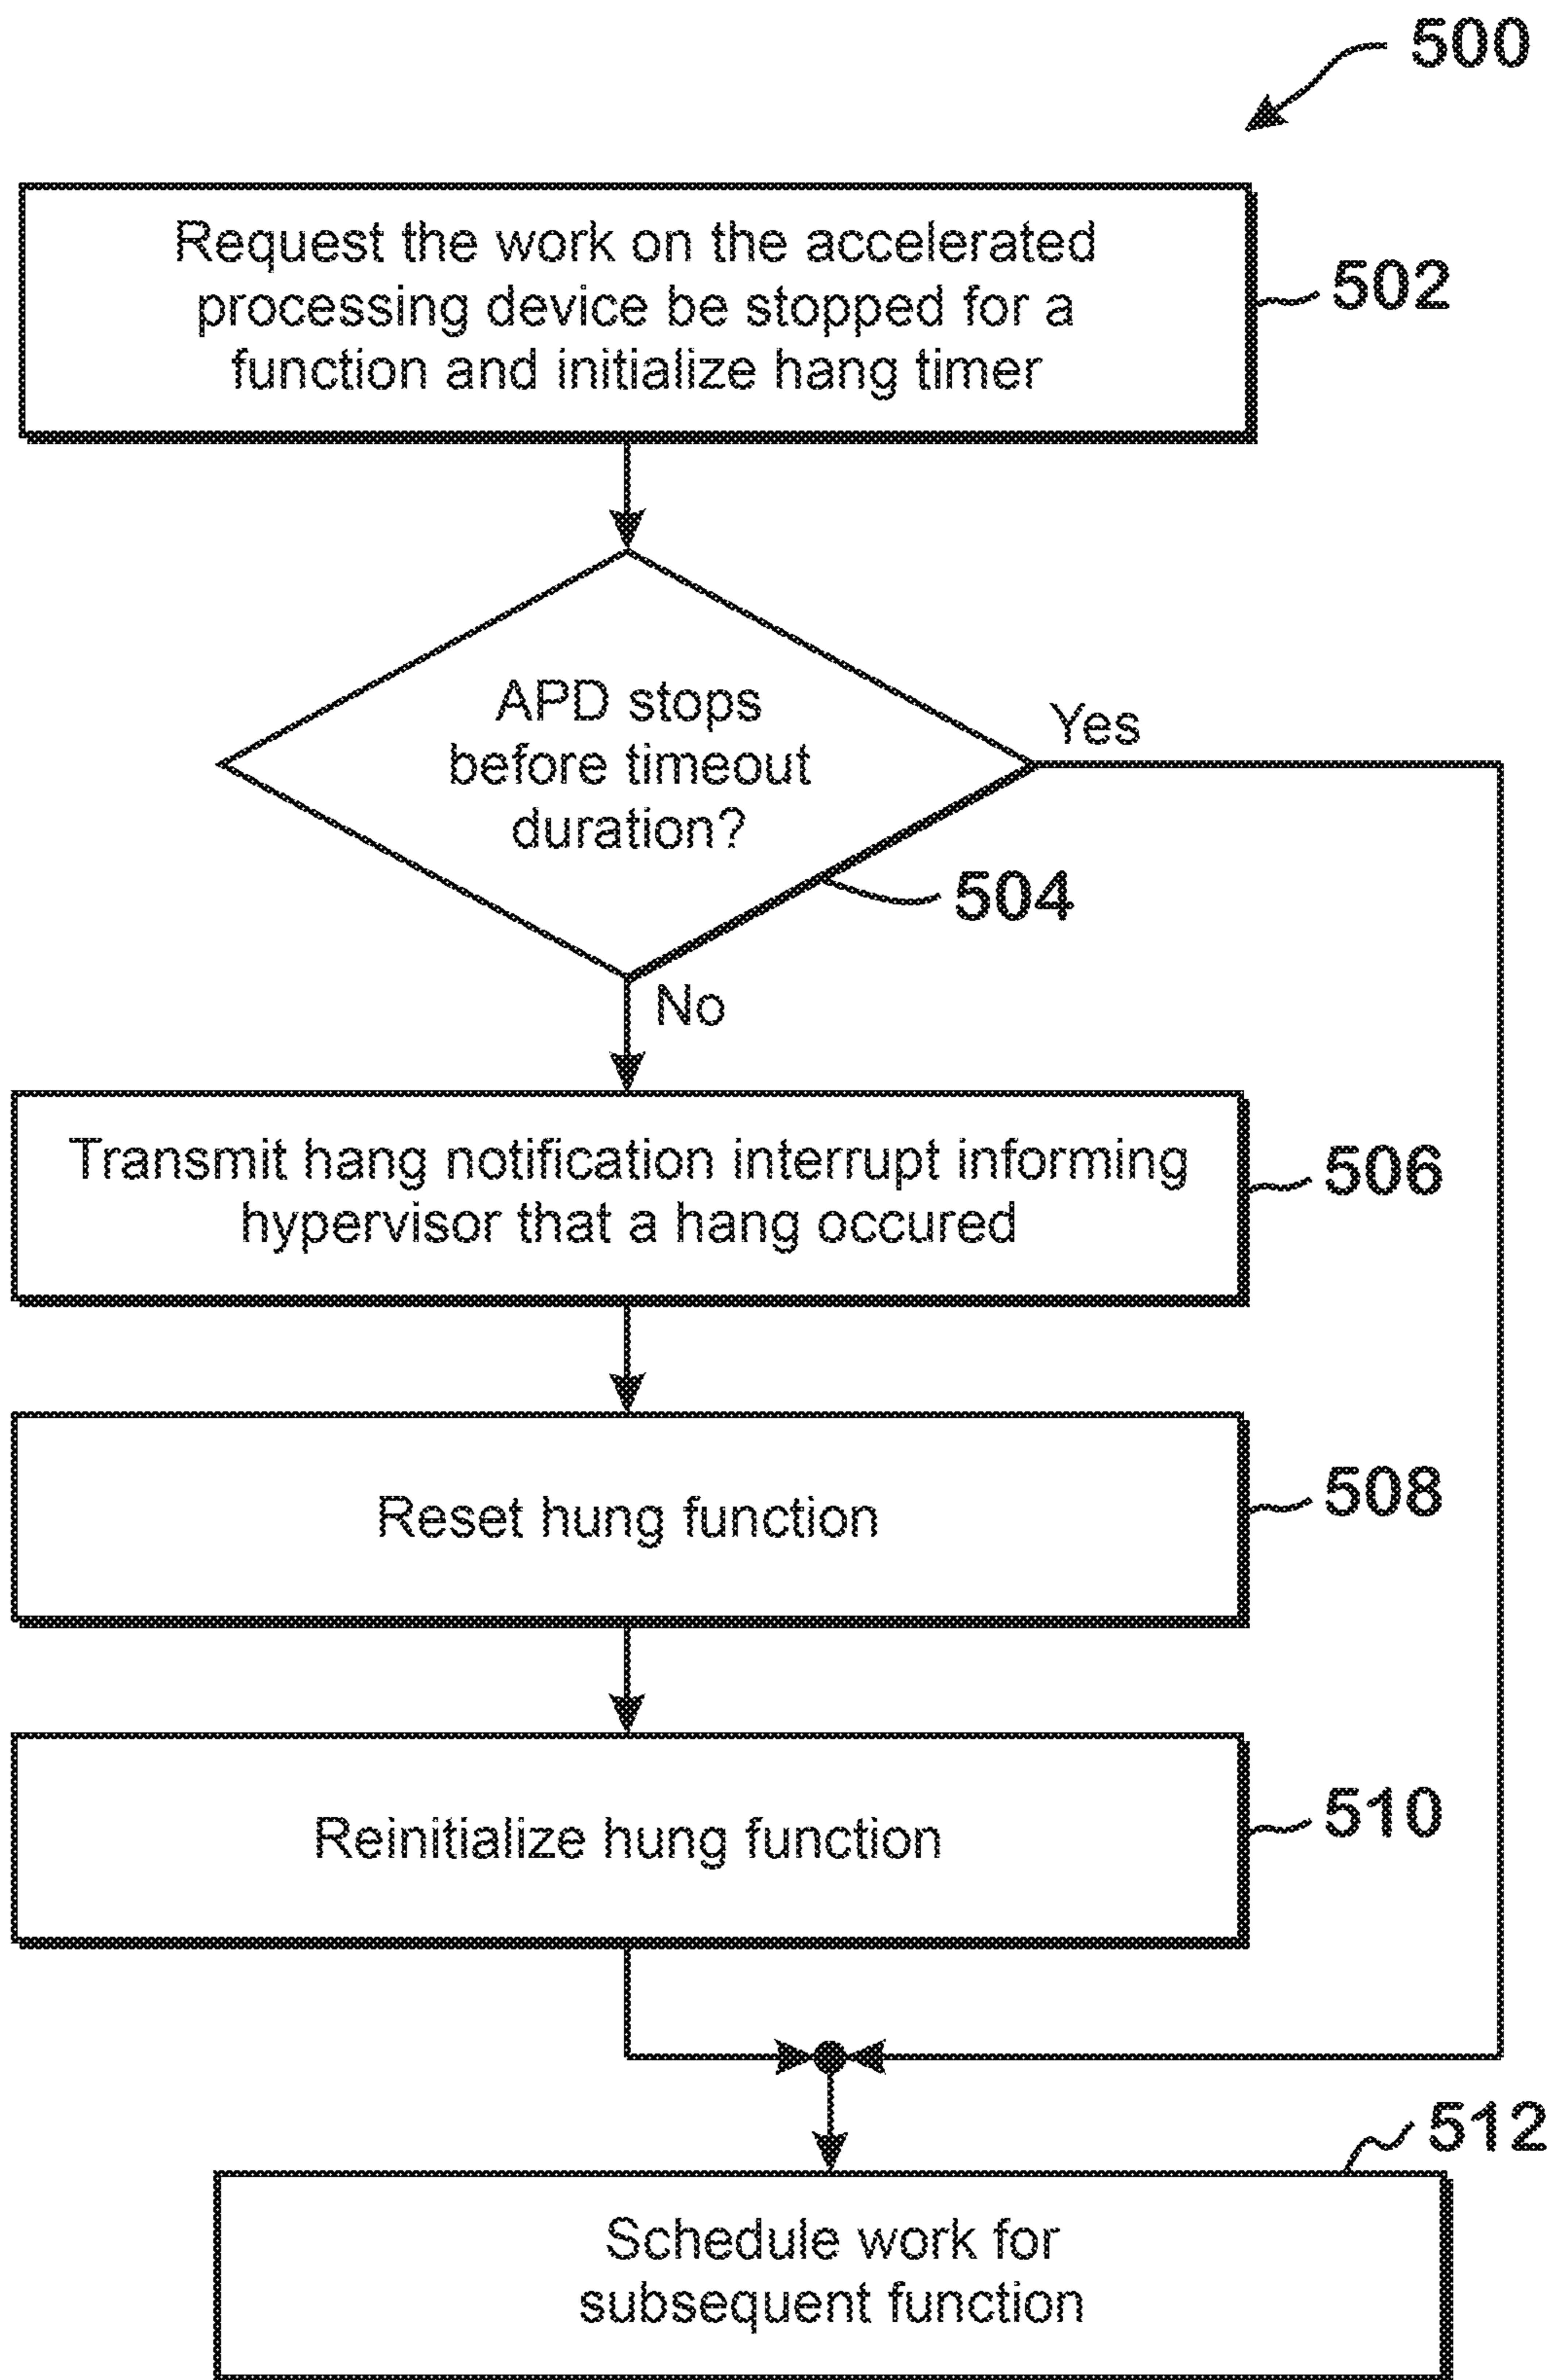 500
Request the work on the accelerated
processing device be stopped for a
function and initialize hang timer
502
APD stops
before timeout
duration?
Yes
504
No
Transmit hang notification interrupt informing
hypervisor that a hang occured
506
Reset hung function
508
Reinitialize hung function
510
512
Schedule work for
subsequent function